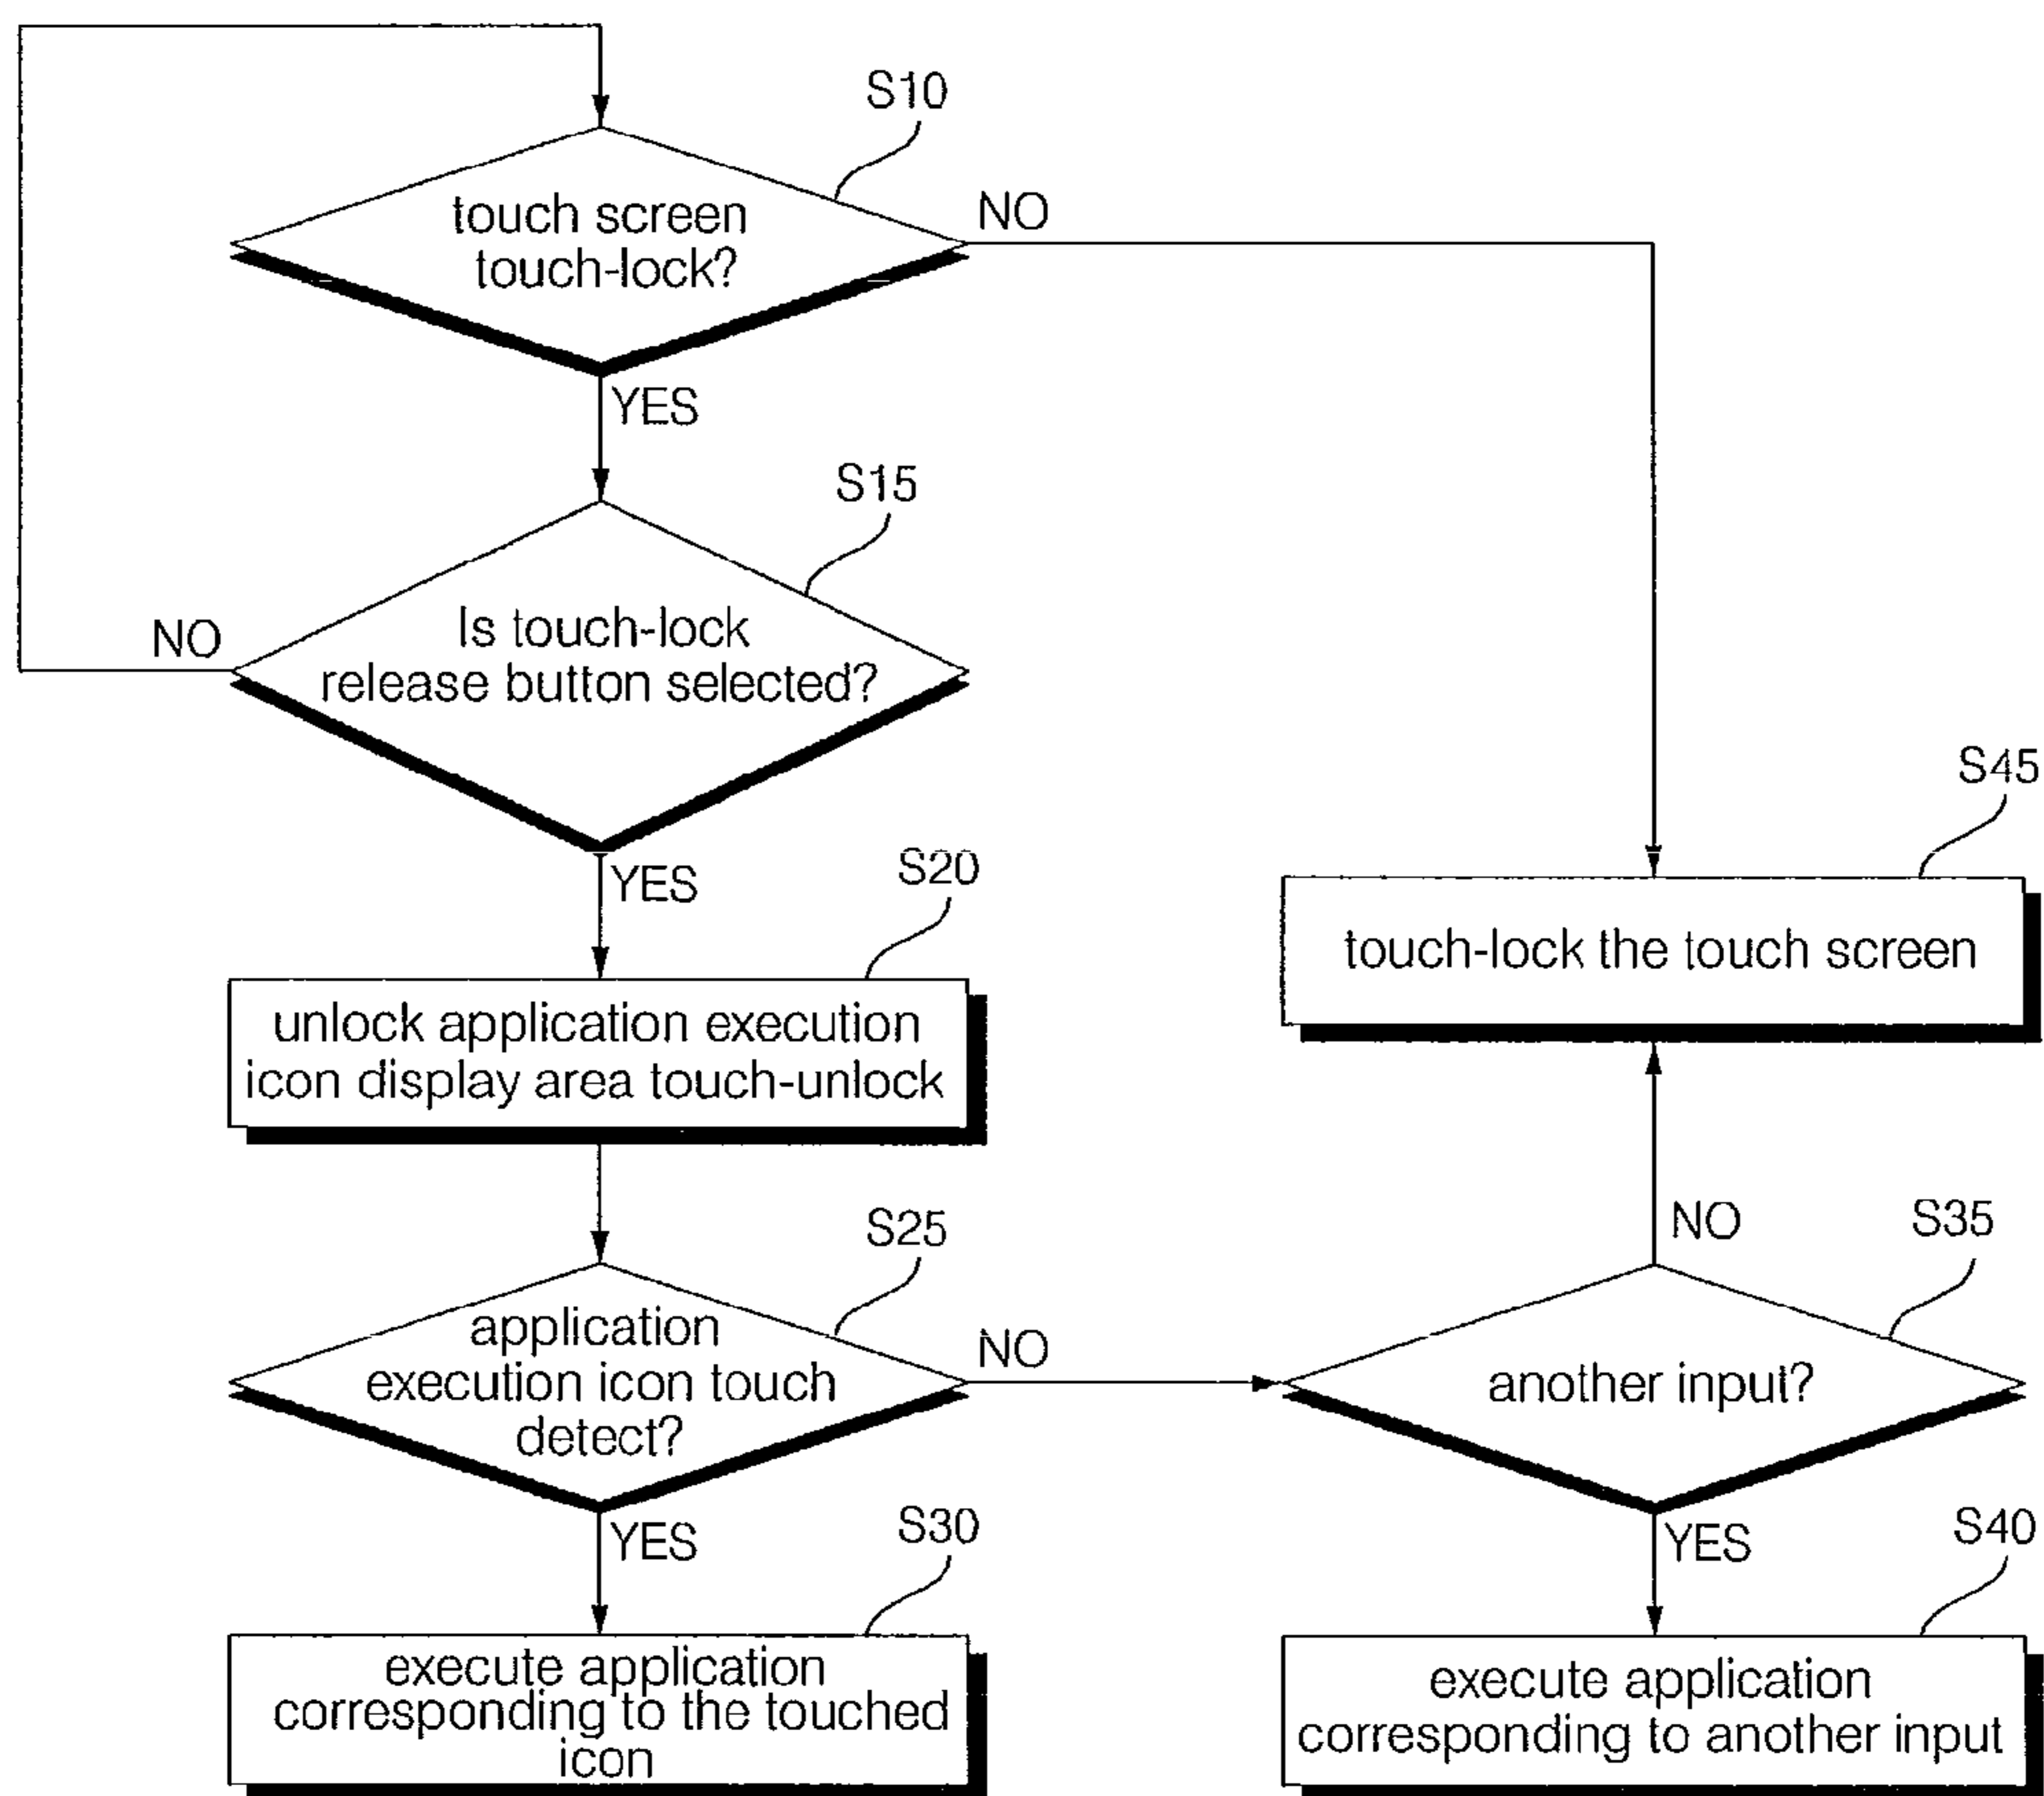 S10
touch screen
touch-lock?
NO
YES
S15
Is touch-lock
release button selected?
NO
YES
S20
unlock application execution
icon display area touch-unlock
S45
touch-lock the touch screen
S25
application
execution icon touch
detect?
NO
YES
S35
another input?
NO
YES
S30
execute application
corresponding to the touched
icon
S40
execute application
corresponding to another input